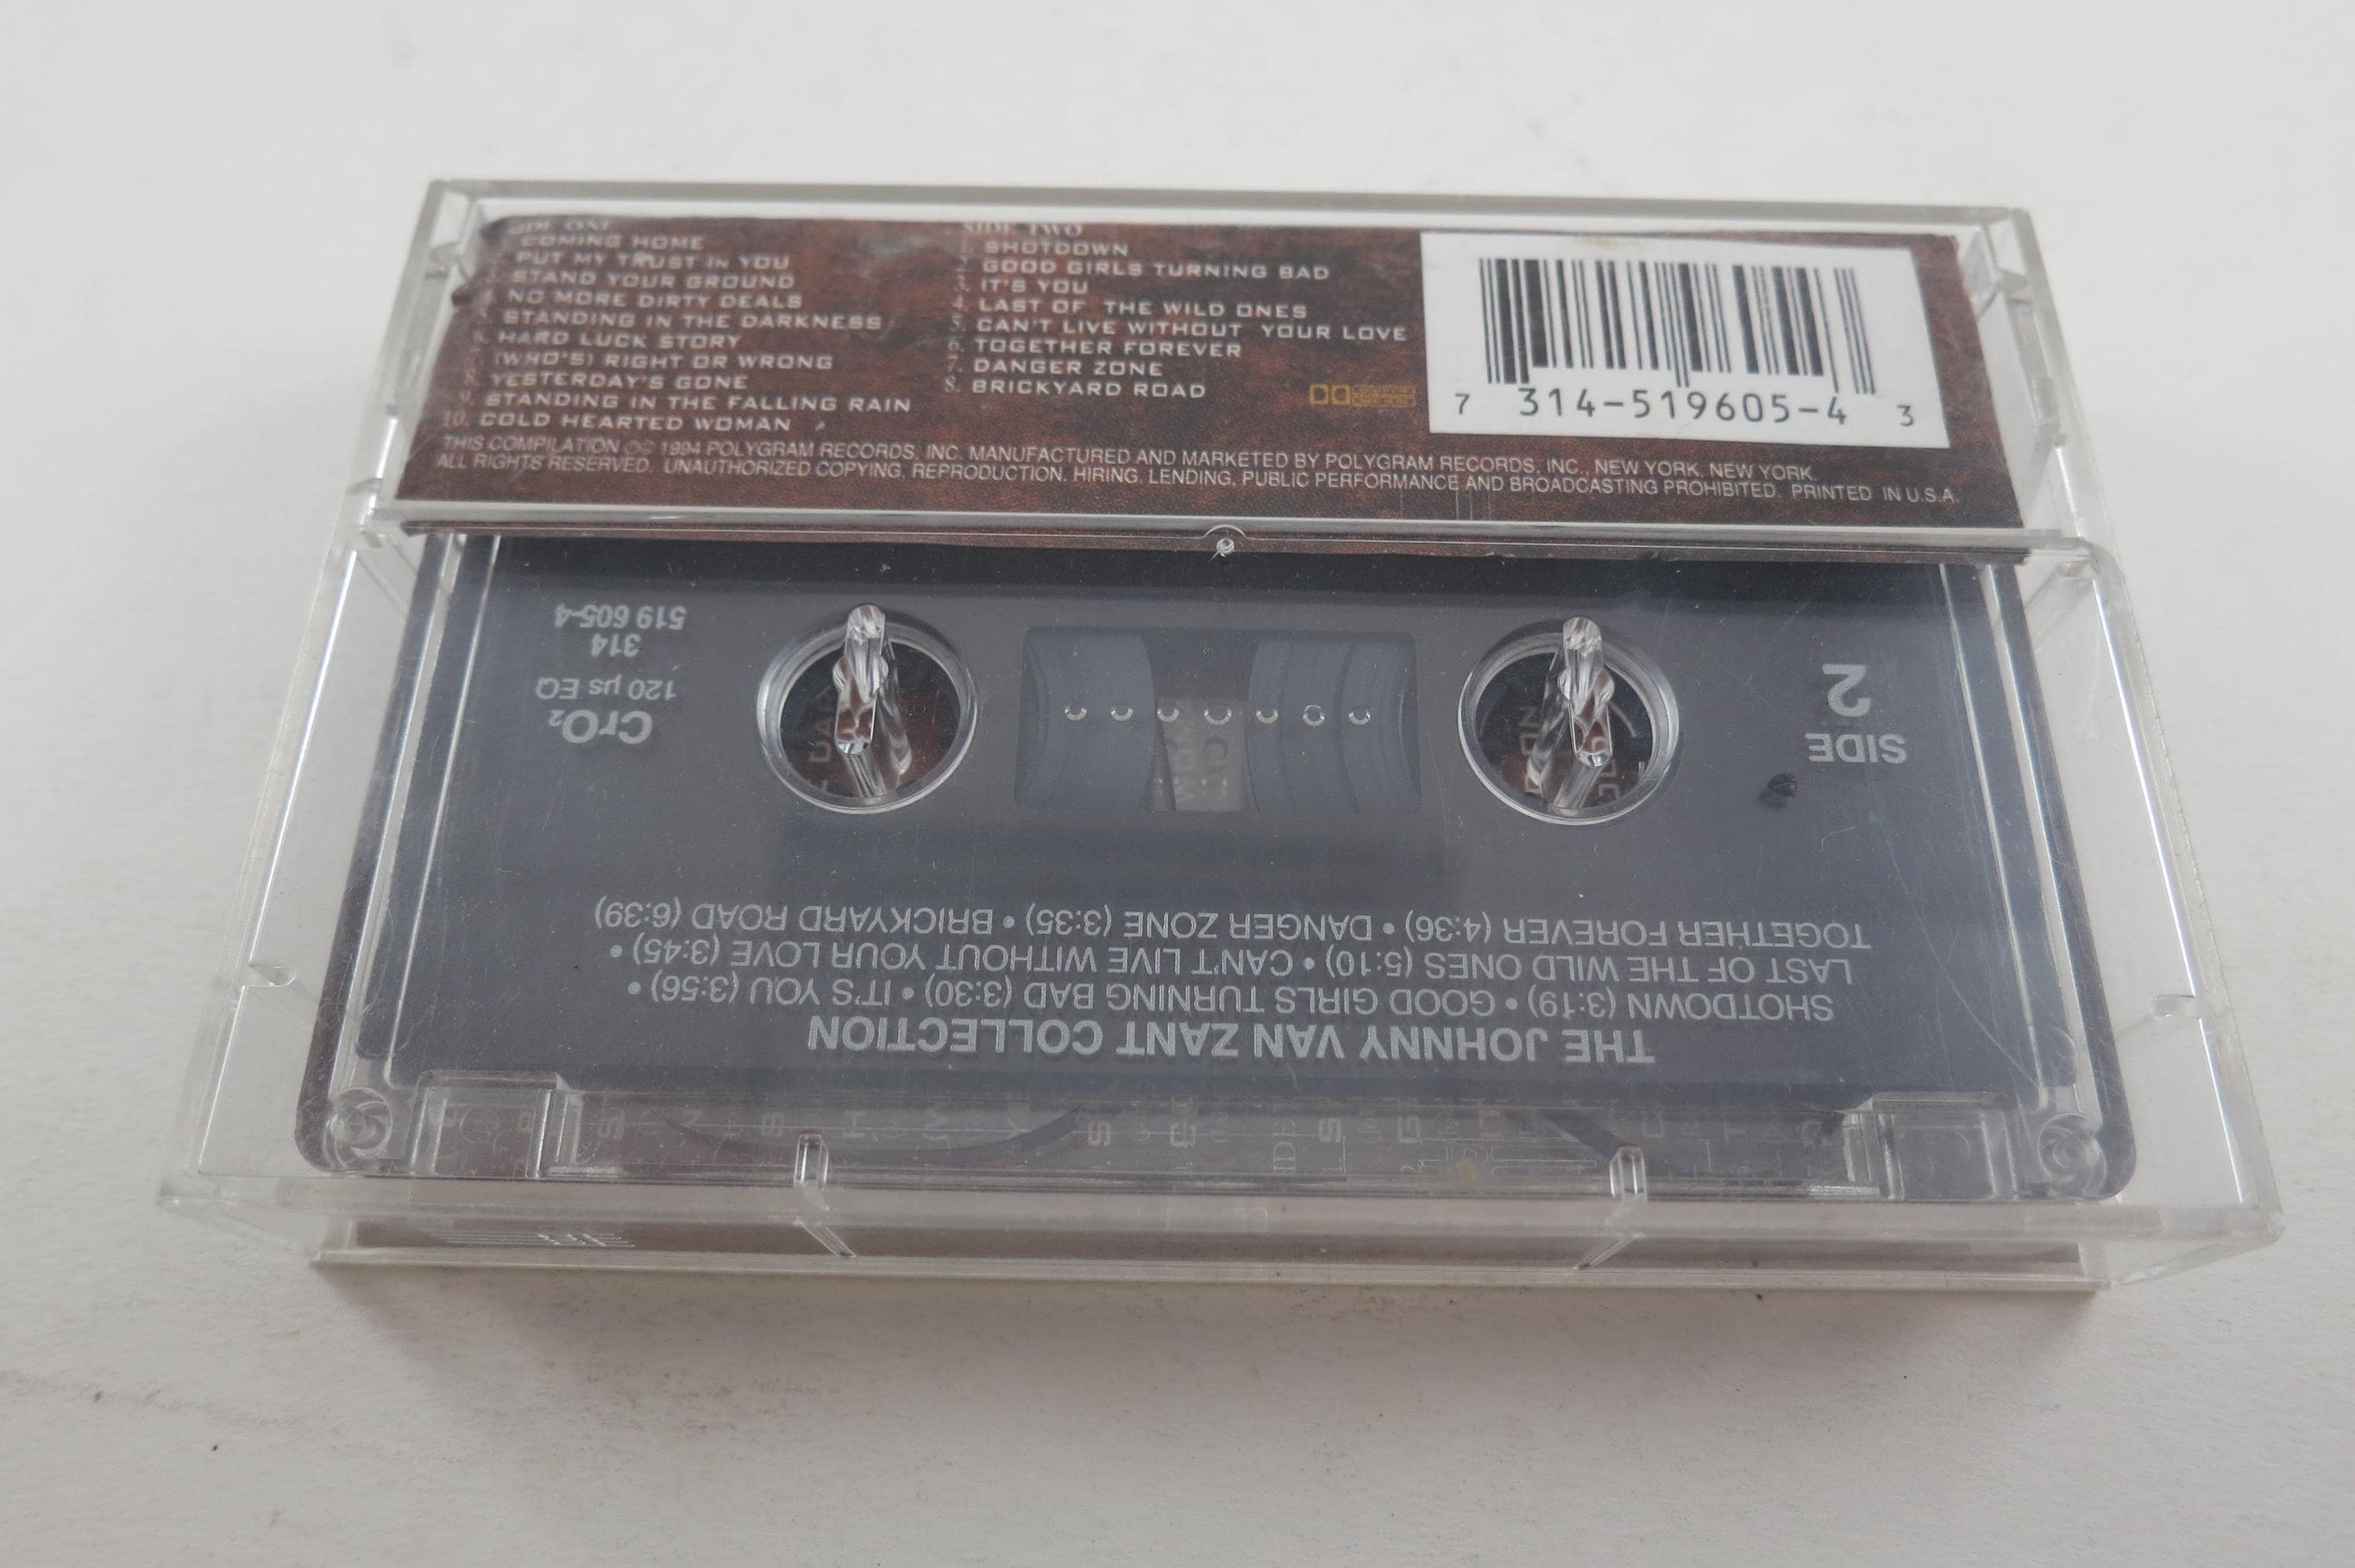 SIDE ONE
COMING HOME
PUT MY TRUST IN YOU
STAND YOUR GROUND
NO MORE DIRTY DEALS
STANDING IN THE DARKNESS
6. HARD LUCK STORY
7. (WHO'S) RIGHT OR WRONG
8. YESTERDAY'S GONE
9. STANDING IN THE FALLING RAIN
10. COLD HEARTED WOMAN
SIDE TWO
SHOTDOWN
GOOD GIRLS TURNING BAD
3. IT'S YOU
4. LAST OF THE WILD ONES
5. CAN'T LIVE WITHOUT YOUR LOVE
6. TOGETHER FOREVER
7. DANGER ZONE
8. BRICKYARD ROAD
7 314-519605-4 3
THIS COMPILATION ℗© 1994 POLYGRAM RECORDS, INC. MANUFACTURED AND MARKETED BY POLYGRAM RECORDS, INC., NEW YORK, NEW YORK.
ALL RIGHTS RESERVED. UNAUTHORIZED COPYING, REPRODUCTION, HIRING, LENDING, PUBLIC PERFORMANCE AND BROADCASTING PROHIBITED. PRINTED IN U.S.A.
THE JOHNNY VAN ZANT COLLECTION
SHOTDOWN (3:19) • GOOD GIRLS TURNING BAD (3:30) • IT'S YOU (3:56) •
LAST OF THE WILD ONES (5:10) • CAN'T LIVE WITHOUT YOUR LOVE (3:45) •
TOGETHER FOREVER (4:36) • DANGER ZONE (3:35) • BRICKYARD ROAD (6:39)
SIDE
2
CrO₂
120 µs EQ
314
519 605-4